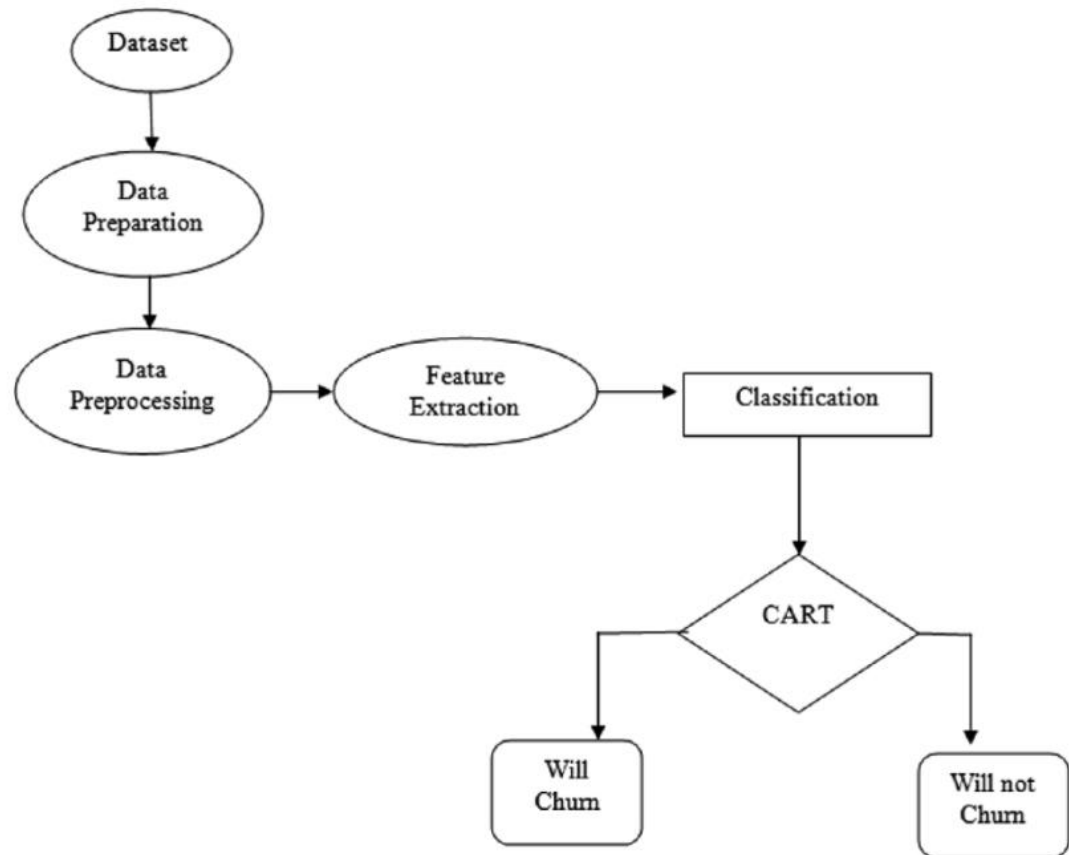 Dataset
Data
Preparation
Data
Preprocessing
Feature
Extraction
Classification
CART
Will
Churn
Will not
Churn